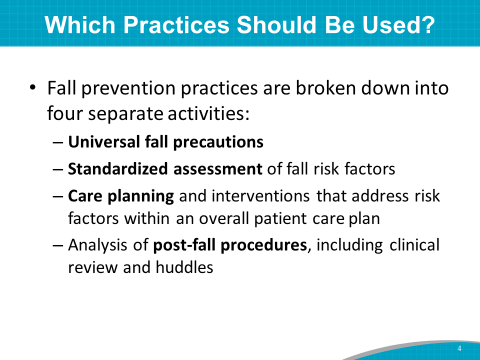 Which Practices Should Be Used?
• Fall prevention practices are broken down into
four separate activities:
– Universal fall precautions
– Standardized assessment of fall risk factors
– Care planning and interventions that address risk
factors within an overall patient care plan
– Analysis of post-fall procedures, including clinical
review and huddles
4